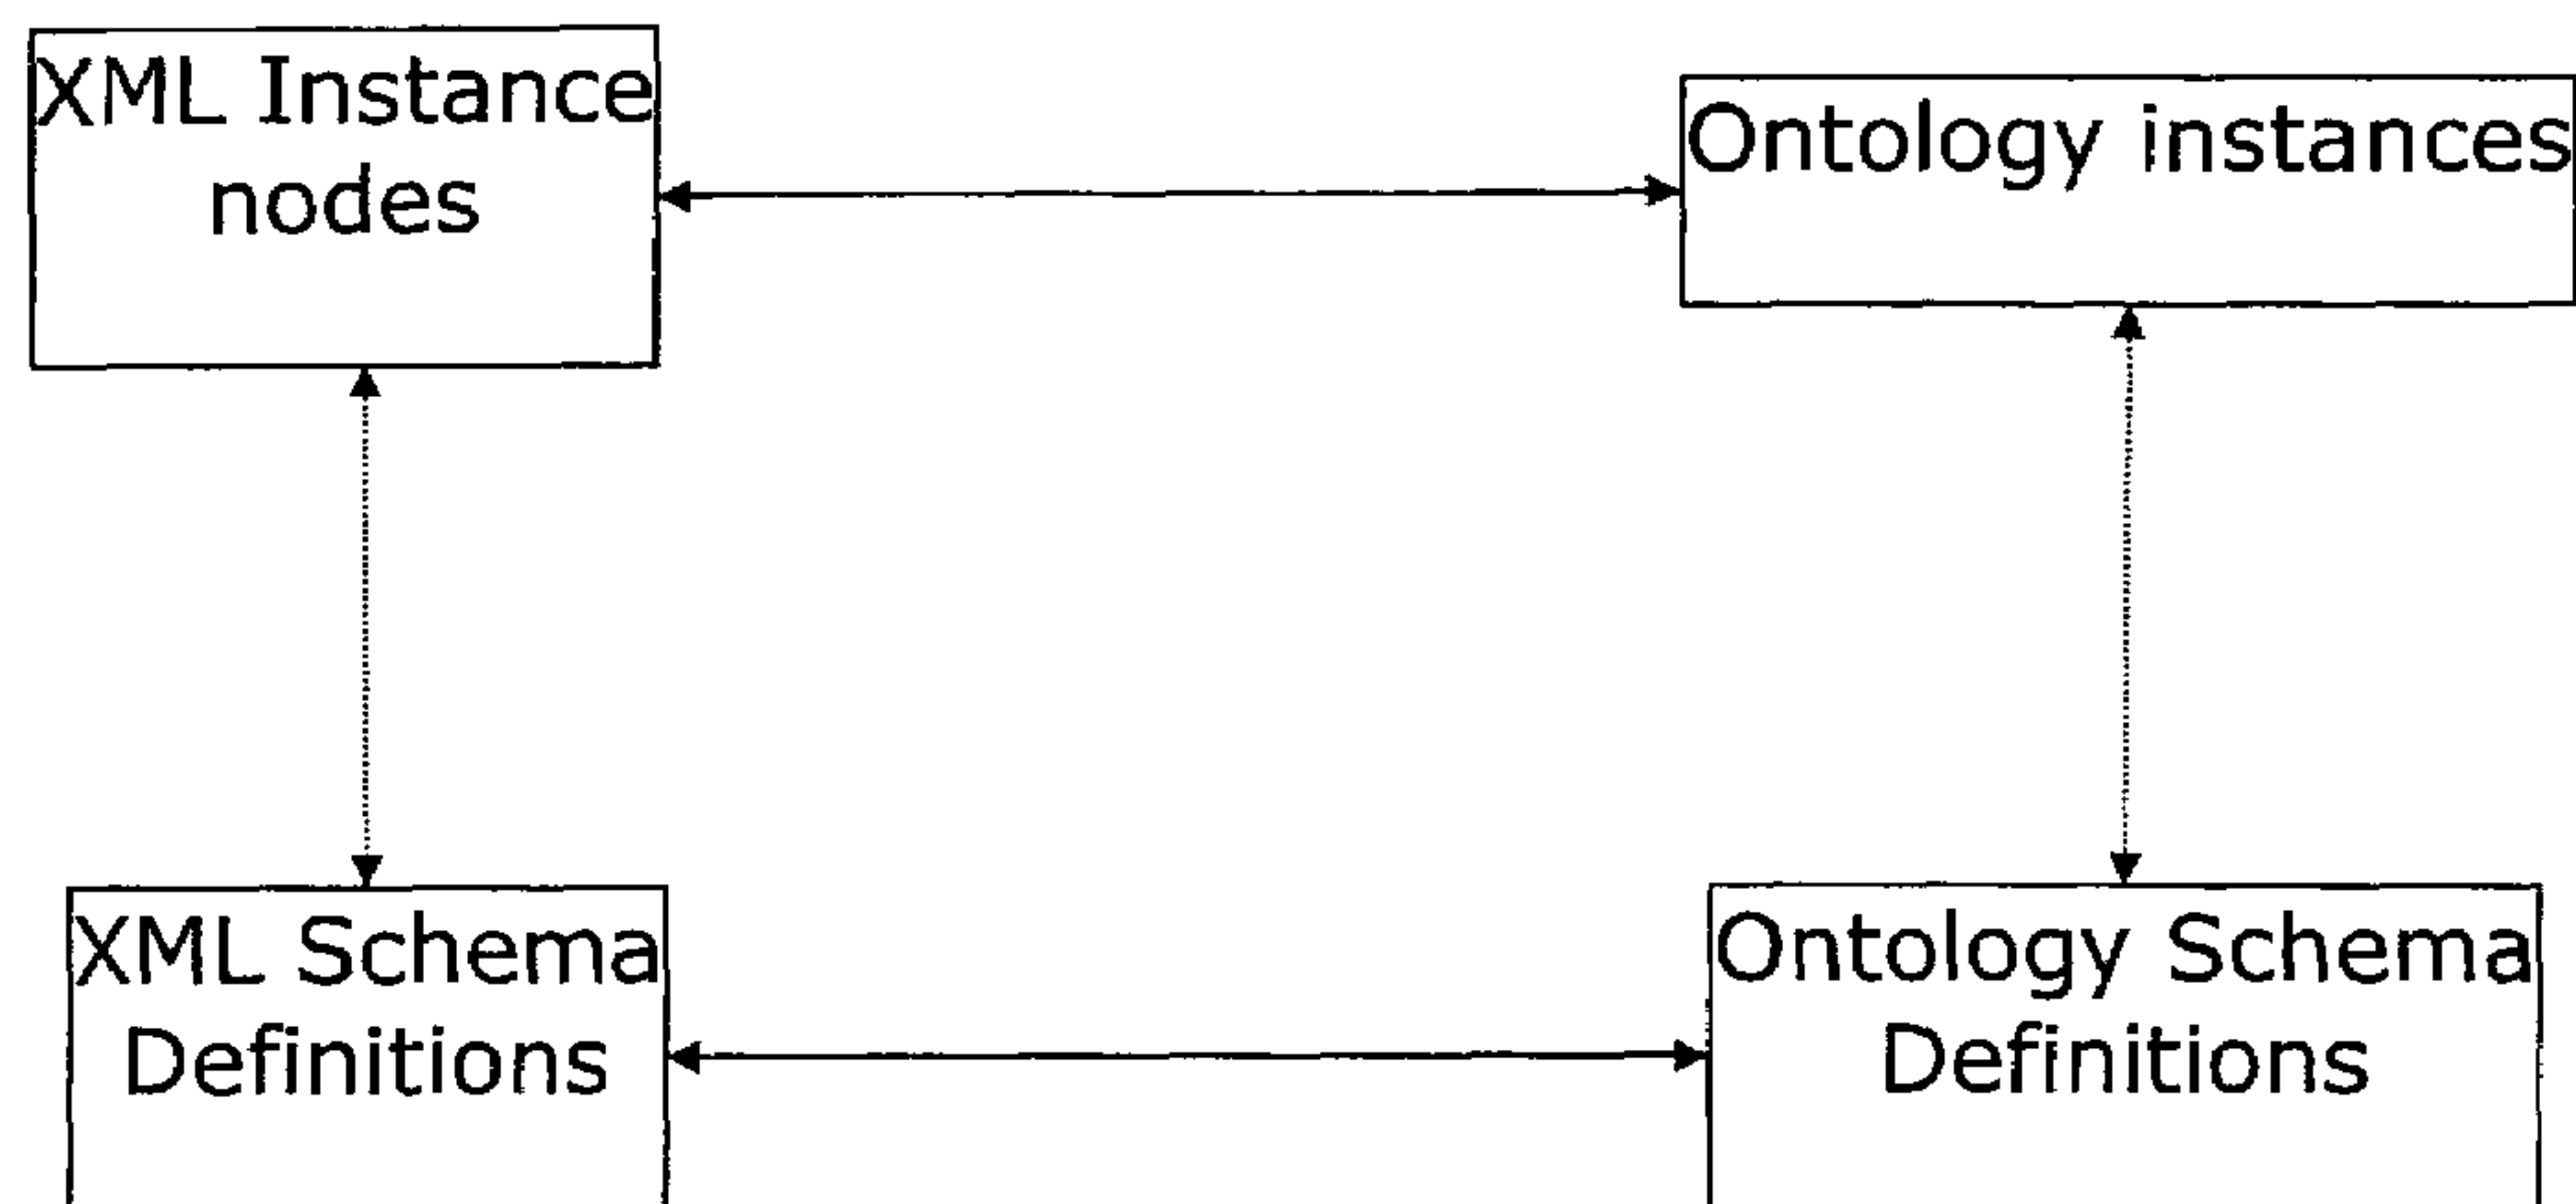 XML Instance
nodes
Ontology instances
XML Schema
Definitions
Ontology Schema
Definitions